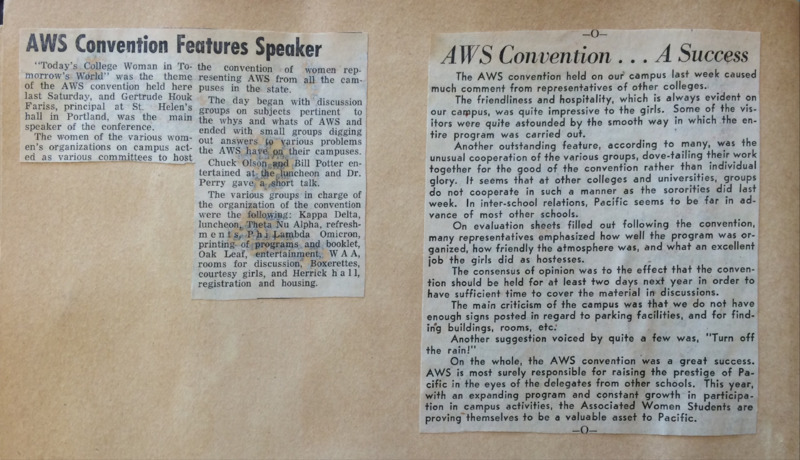 AWS Convention Features Speaker
"Today's College Woman in To-
morrow's World" was the theme
of the AWS convention held here
last Saturday, and Gertrude Houk
Fariss, principal at St. Helen's
hall in Portland, was the main
speaker of the conference.
The women of the various wom-
en's organizations on campus act-
ed as various committees to host
the convention of women rep-
resenting AWS from all the cam-
puses in the state.
The day began with discussion
groups on subjects pertinent to
the whys and whats of AWS and
ended with small groups digging
out answers to various problems
the AWS have on their campuses.
Chuck Olson and Bill Potter en-
tertained at the luncheon and Dr.
Perry gave a short talk.
The various groups in charge of
the organization of the convention
were the following: Kappa Delta,
luncheon, Theta Nu Alpha, refresh-
ments, Phi Lambda Omicron,
printing of programs and booklet,
Oak Leaf, entertainment, WAA,
rooms for discussion, Boxerettes,
courtesy girls, and Herrick hall,
registration and housing.
—O—
AWS Convention . . . A Success
The AWS convention held on our campus last week caused
much comment from representatives of other colleges.
The friendliness and hospitality, which is always evident on
our campus, was quite impressive to the girls. Some of the vis-
itors were quite astounded by the smooth way in which the en-
tire program was carried out.
Another outstanding feature, according to many, was the
unusual cooperation of the various groups, dove-tailing their work
together for the good of the convention rather than individual
glory. It seems that at other colleges and universities, groups
do not cooperate in such a manner as the sororities did last
week. In inter-school relations, Pacific seems to be far in ad-
vance of most other schools.
On evaluation sheets filled out following the convention,
many representatives emphasized how well the program was or-
ganized, how friendly the atmosphere was, and what an excellent
job the girls did as hostesses.
The consensus of opinion was to the effect that the conven-
tion should be held for at least two days next year in order to
have sufficient time to cover the material in discussions.
The main criticism of the campus was that we do not have
enough signs posted in regard to parking facilities, and for find-
ing buildings, rooms, etc.
Another suggestion voiced by quite a few was, "Turn off
the rain!"
On the whole, the AWS convention was a great success.
AWS is most surely responsible for raising the prestige of Pa-
cific in the eyes of the delegates from other schools. This year,
with an expanding program and constant growth in participa-
tion in campus activities, the Associated Women Students are
proving themselves to be a valuable asset to Pacific.
—O—